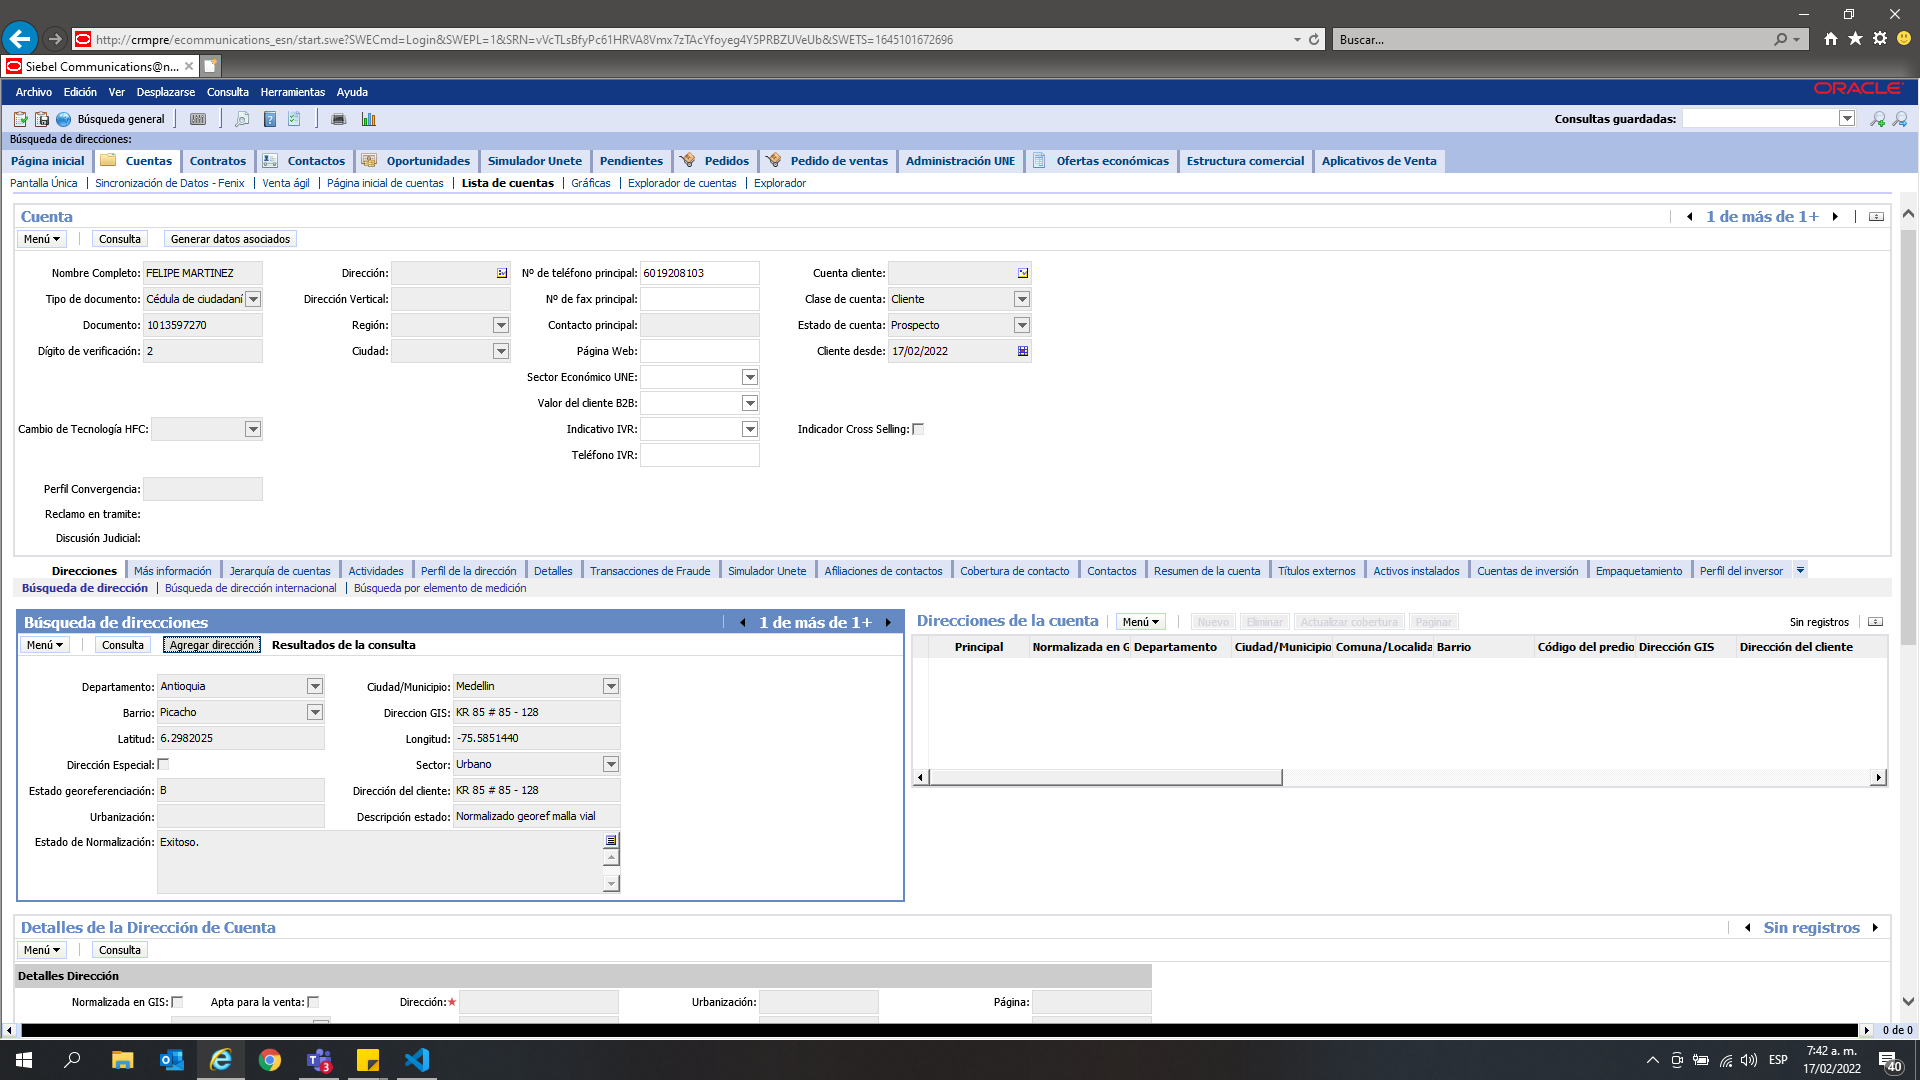 http://crmpre/ecommunications_esn/start.swe?SWECmd=Login&SWEPL=1&SRN=vVcTLsBfyPc61HRVA8Vmx7zTAcYfoyeg4Y5PRBZUVeUb&SWETS=1645101672696
Buscar...
Siebel Communications@n...
Archivo Edición Ver Desplazarse Consulta Herramientas Ayuda
ORACLE
Búsqueda general
Consultas guardadas:
Búsqueda de direcciones:
Página inicial Cuentas Contratos Contactos Oportunidades Simulador Unete Pendientes Pedidos Pedido de ventas Administración UNE Ofertas económicas Estructura comercial Aplicativos de Venta
Pantalla Única Sincronización de Datos - Fenix Venta ágil Página inicial de cuentas Lista de cuentas Gráficas Explorador de cuentas Explorador
Cuenta 1 de más de 1+
Menú Consulta Generar datos asociados
Nombre Completo: FELIPE MARTINEZ Dirección: Nº de teléfono principal: 6019208103 Cuenta cliente:
Tipo de documento: Cédula de ciudadaní Dirección Vertical: Nº de fax principal: Clase de cuenta: Cliente
Documento: 1013597270 Región: Contacto principal: Estado de cuenta: Prospecto
Dígito de verificación: 2 Ciudad: Página Web: Cliente desde: 17/02/2022
Sector Económico UNE:
Valor del cliente B2B:
Cambio de Tecnología HFC: Indicativo IVR: Indicador Cross Selling:
Teléfono IVR:
Perfil Convergencia:
Reclamo en tramite:
Discusión Judicial:
Direcciones Más información Jerarquía de cuentas Actividades Perfil de la dirección Detalles Transacciones de Fraude Simulador Unete Afiliaciones de contactos Cobertura de contacto Contactos Resumen de la cuenta Títulos externos Activos instalados Cuentas de inversión Empaquetamiento Perfil del inversor
Búsqueda de dirección Búsqueda de dirección internacional Búsqueda por elemento de medición
Búsqueda de direcciones 1 de más de 1+
Menú Consulta Agregar dirección Resultados de la consulta
Departamento: Antioquia Ciudad/Municipio: Medellin
Barrio: Picacho Direccion GIS: KR 85 # 85 - 128
Latitud: 6.2982025 Longitud: -75.5851440
Dirección Especial: Sector: Urbano
Estado georeferenciación: B Dirección del cliente: KR 85 # 85 - 128
Urbanización: Descripción estado: Normalizado georef malla vial
Estado de Normalización: Exitoso.
Direcciones de la cuenta Menú Nuevo Eliminar Actualizar cobertura Paginar Sin registros
Principal Normalizada en G Departamento Ciudad/Municipio Comuna/Localida Barrio Código del predio Dirección GIS Dirección del cliente
Detalles de la Dirección de Cuenta Sin registros
Menú Consulta
Detalles Dirección
Normalizada en GIS: Apta para la venta: Dirección:★ Urbanización: Página:
0 de 0
3
ESP
7:42 a. m.
17/02/2022
40